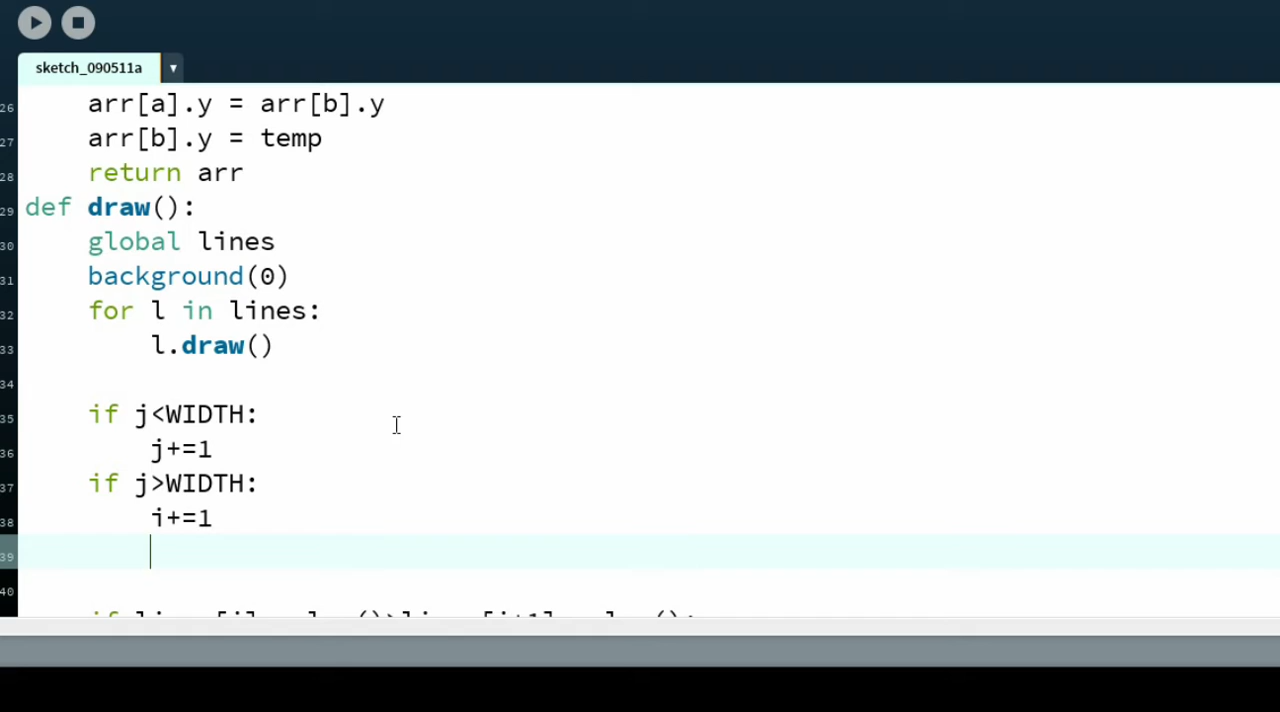 sketch_090511a
26 arr[a].y = arr[b].y
27 arr[b].y = temp
28 return arr
29 def draw():
30 global lines
31 background(0)
32 for l in lines:
33 l.draw()
34
35 if j<WIDTH:
36 j+=1
37 if j>WIDTH:
38 i+=1
39
40